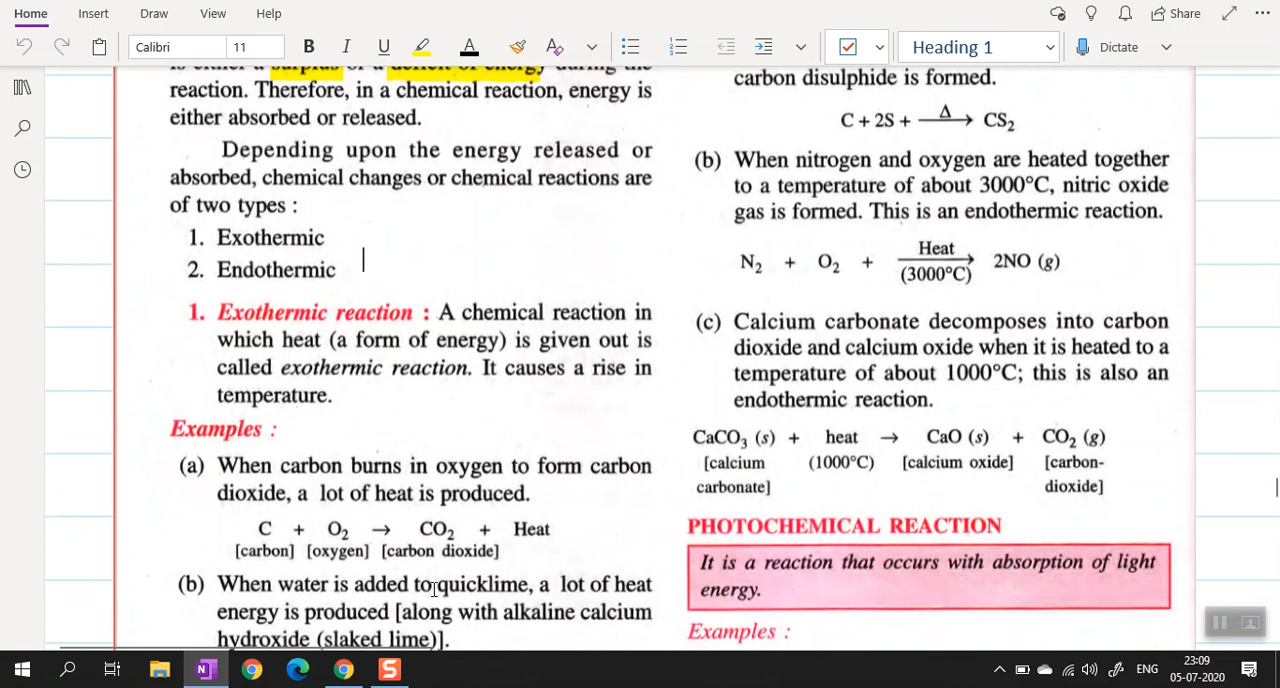 Home Insert Draw View Help
Share
Calibri 11 B I U A A Heading 1 Dictate
is either a surplus or a deficit of energy during the
reaction. Therefore, in a chemical reaction, energy is
either absorbed or released.
Depending upon the energy released or
absorbed, chemical changes or chemical reactions are
of two types :
1. Exothermic
2. Endothermic
1. Exothermic reaction : A chemical reaction in
which heat (a form of energy) is given out is
called exothermic reaction. It causes a rise in
temperature.
Examples :
(a) When carbon burns in oxygen to form carbon
dioxide, a lot of heat is produced.
C + O₂ → CO₂ + Heat
[carbon] [oxygen] [carbon dioxide]
(b) When water is added to quicklime, a lot of heat
energy is produced [along with alkaline calcium
hydroxide (slaked lime)].
carbon disulphide is formed.
C + 2S + Δ→ CS₂
(b) When nitrogen and oxygen are heated together
to a temperature of about 3000°C, nitric oxide
gas is formed. This is an endothermic reaction.
Heat
N₂ + O₂ + → 2NO (g)
(3000°C)
(c) Calcium carbonate decomposes into carbon
dioxide and calcium oxide when it is heated to a
temperature of about 1000°C; this is also an
endothermic reaction.
CaCO₃ (s) + heat → CaO (s) + CO₂ (g)
[calcium (1000°C) [calcium oxide] [carbon-
carbonate] dioxide]
PHOTOCHEMICAL REACTION
It is a reaction that occurs with absorption of light
energy.
Examples :
N S ENG 23:09
05-07-2020